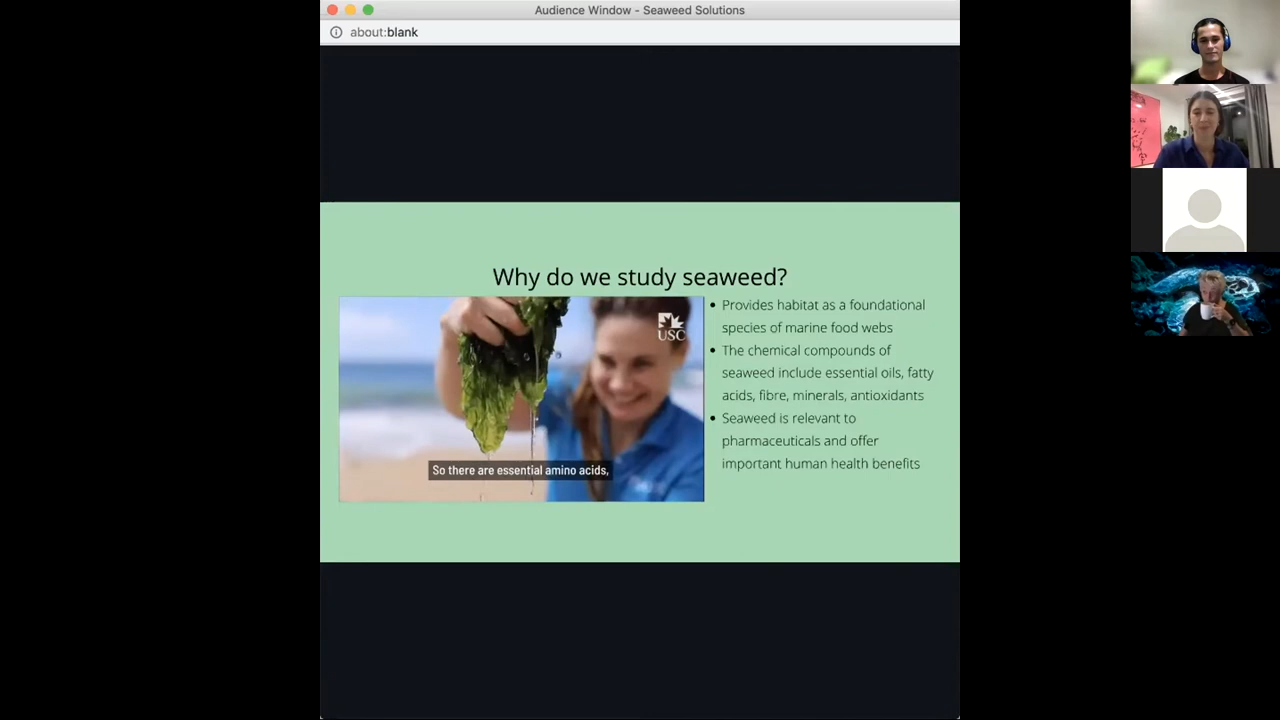 Audience Window - Seaweed Solutions
about:blank
Why do we study seaweed?
USC
So there are essential amino acids,
• Provides habitat as a foundational
species of marine food webs
• The chemical compounds of
seaweed include essential oils, fatty
acids, fibre, minerals, antioxidants
• Seaweed is relevant to
pharmaceuticals and offer
important human health benefits